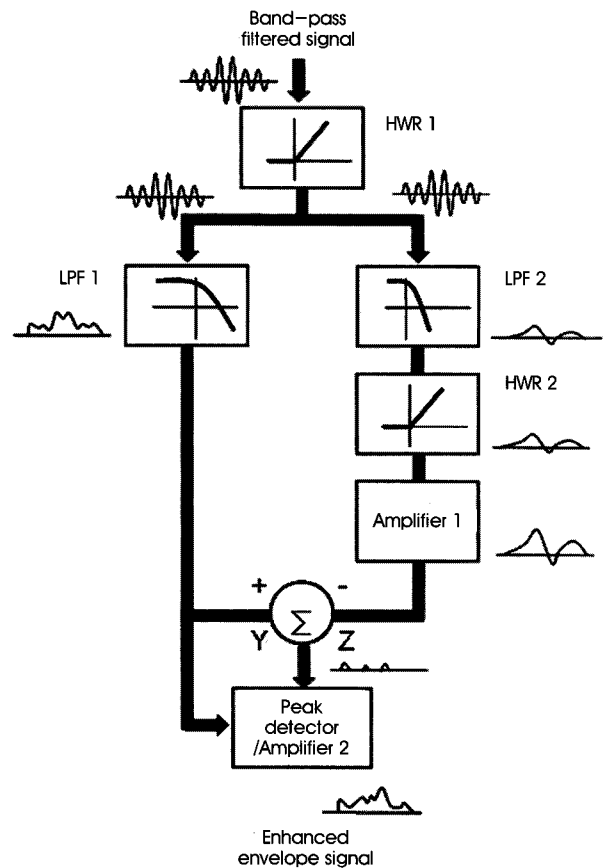 Band-pass
filtered signal
HWR 1
LPF 1
LPF 2
HWR 2
Amplifier 1
+
-
Σ
Y
Z
Peak
detector
/Amplifier 2
Enhanced
envelope signal